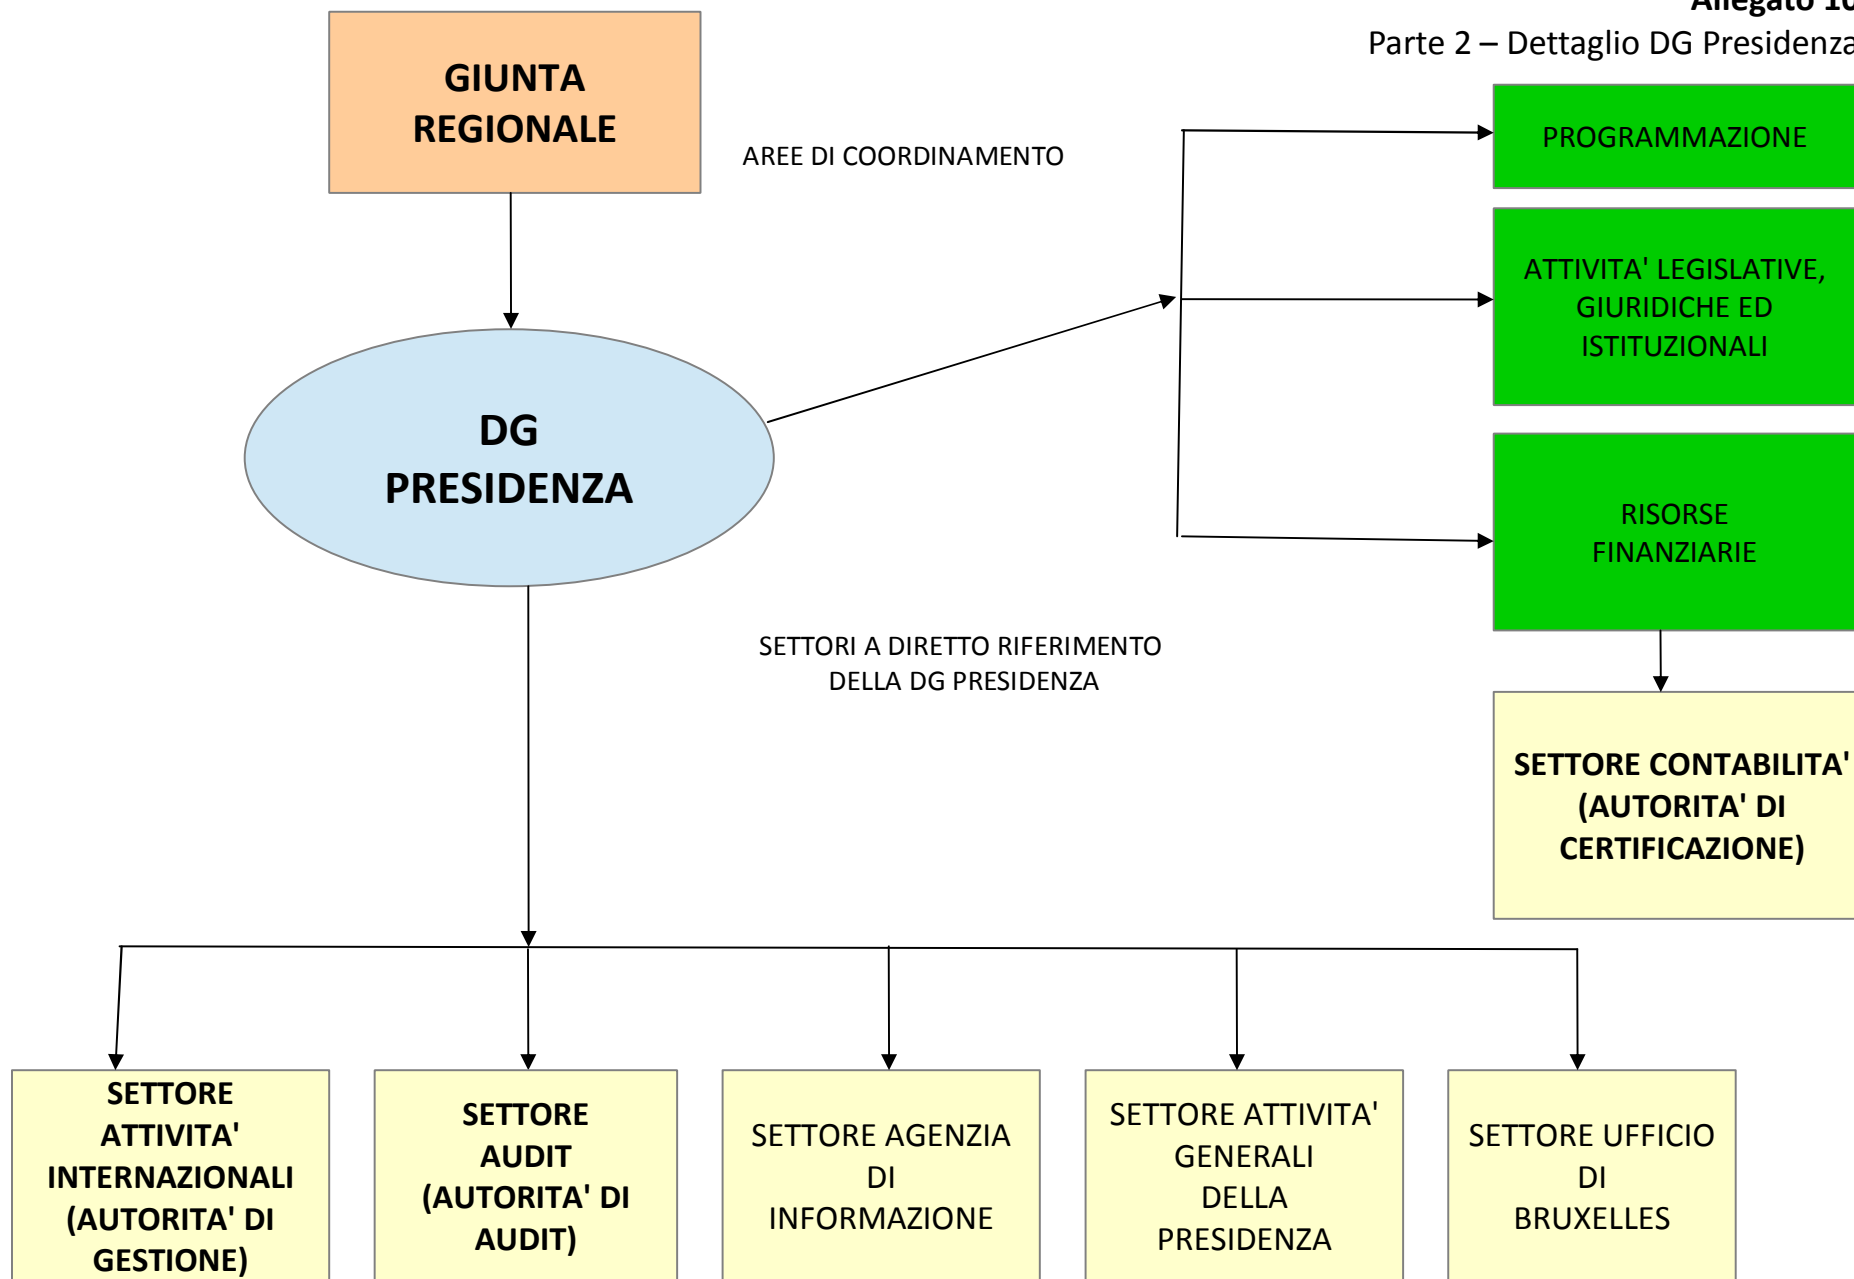 Allegato 10
Parte 2 – Dettaglio DG Presidenza
GIUNTA
REGIONALE
AREE DI COORDINAMENTO
PROGRAMMAZIONE
ATTIVITA' LEGISLATIVE,
GIURIDICHE ED
ISTITUZIONALI
DG
PRESIDENZA
RISORSE
FINANZIARIE
SETTORI A DIRETTO RIFERIMENTO
DELLA DG PRESIDENZA
SETTORE CONTABILITA'
(AUTORITA' DI
CERTIFICAZIONE)
SETTORE
ATTIVITA'
INTERNAZIONALI
(AUTORITA' DI
GESTIONE)
SETTORE
AUDIT
(AUTORITA' DI
AUDIT)
SETTORE AGENZIA
DI
INFORMAZIONE
SETTORE ATTIVITA'
GENERALI
DELLA
PRESIDENZA
SETTORE UFFICIO
DI
BRUXELLES